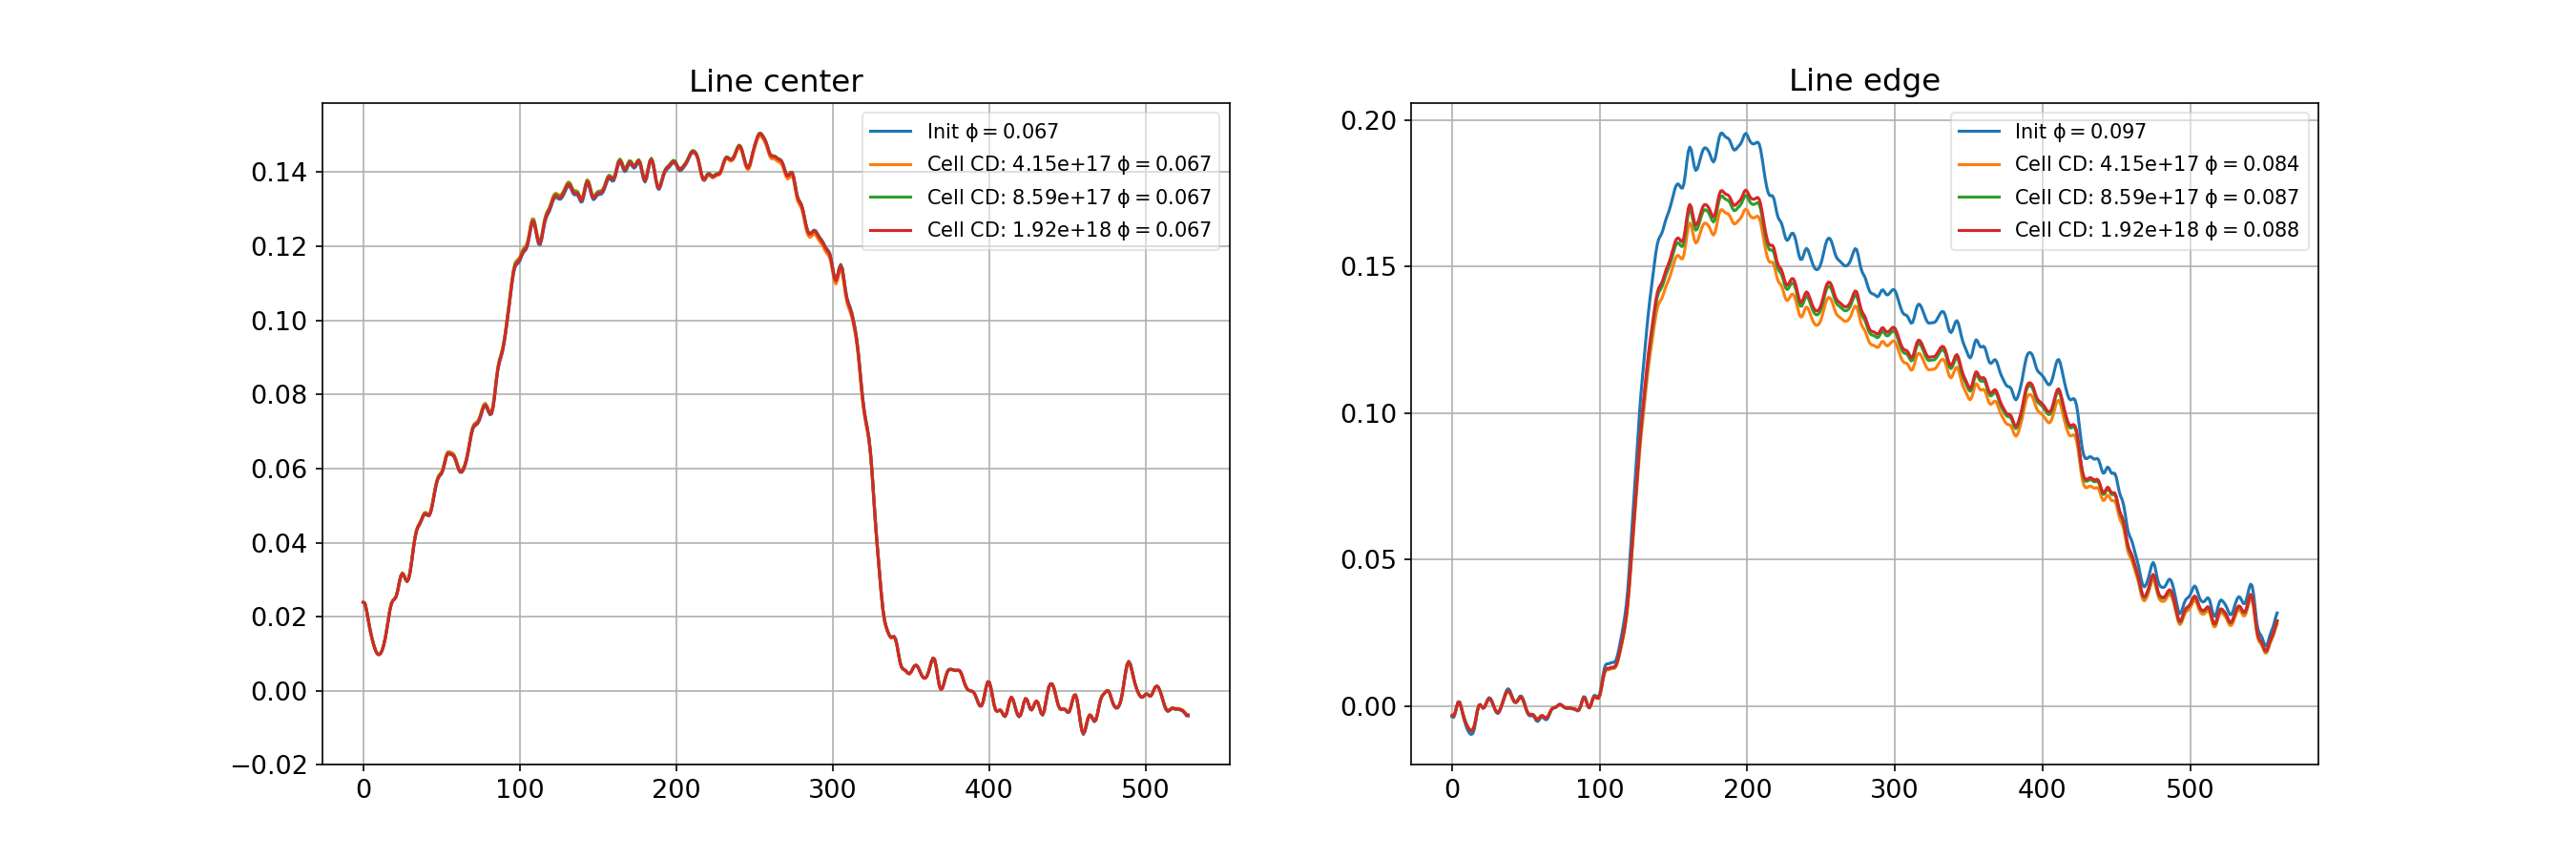 Line center
Init ϕ = 0.067
Cell CD: 4.15e+17 ϕ = 0.067
Cell CD: 8.59e+17 ϕ = 0.067
Cell CD: 1.92e+18 ϕ = 0.067
0.14
0.12
0.10
0.08
0.06
0.04
0.02
0.00
−0.02
0 100 200 300 400 500
Line edge
Init ϕ = 0.097
Cell CD: 4.15e+17 ϕ = 0.084
Cell CD: 8.59e+17 ϕ = 0.087
Cell CD: 1.92e+18 ϕ = 0.088
0.20
0.15
0.10
0.05
0.00
0 100 200 300 400 500